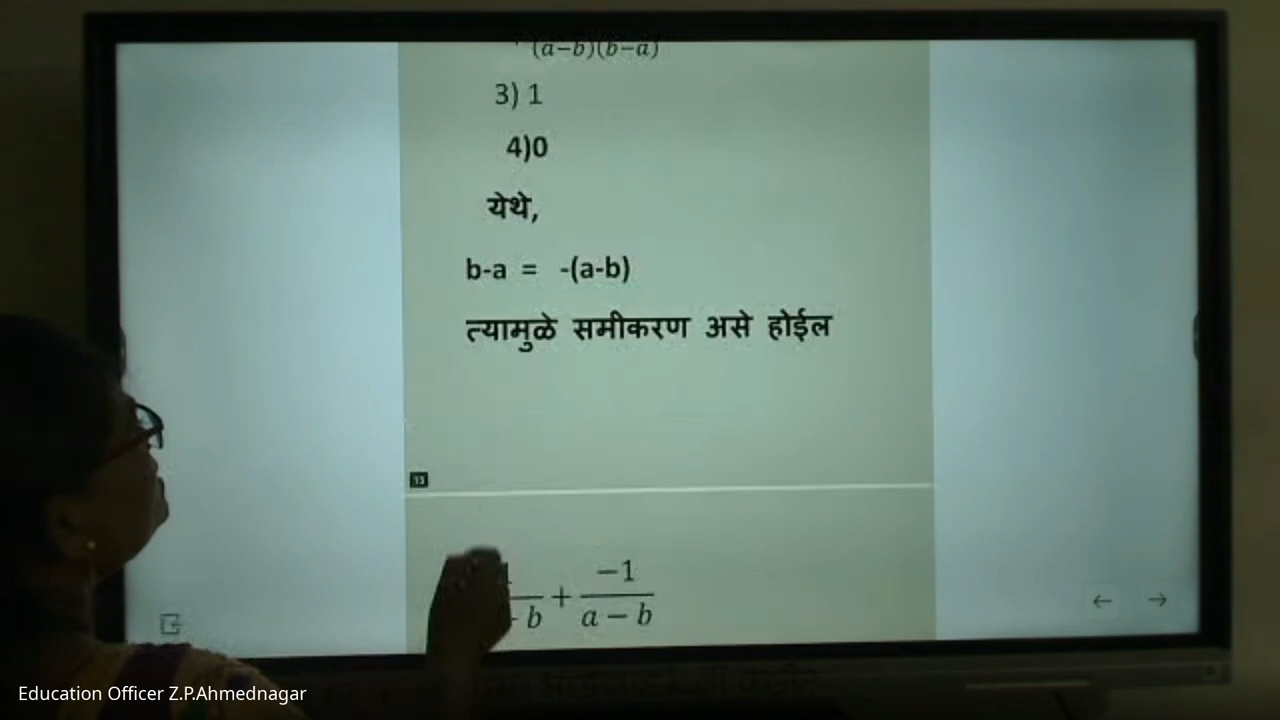 (a−b)(b−a)
3) 1
4)0
येथे,
b-a = -(a-b)
त्यामुळे समीकरण असे होईल
13
b + −1 / a − b
Education Officer Z.P.Ahmednagar